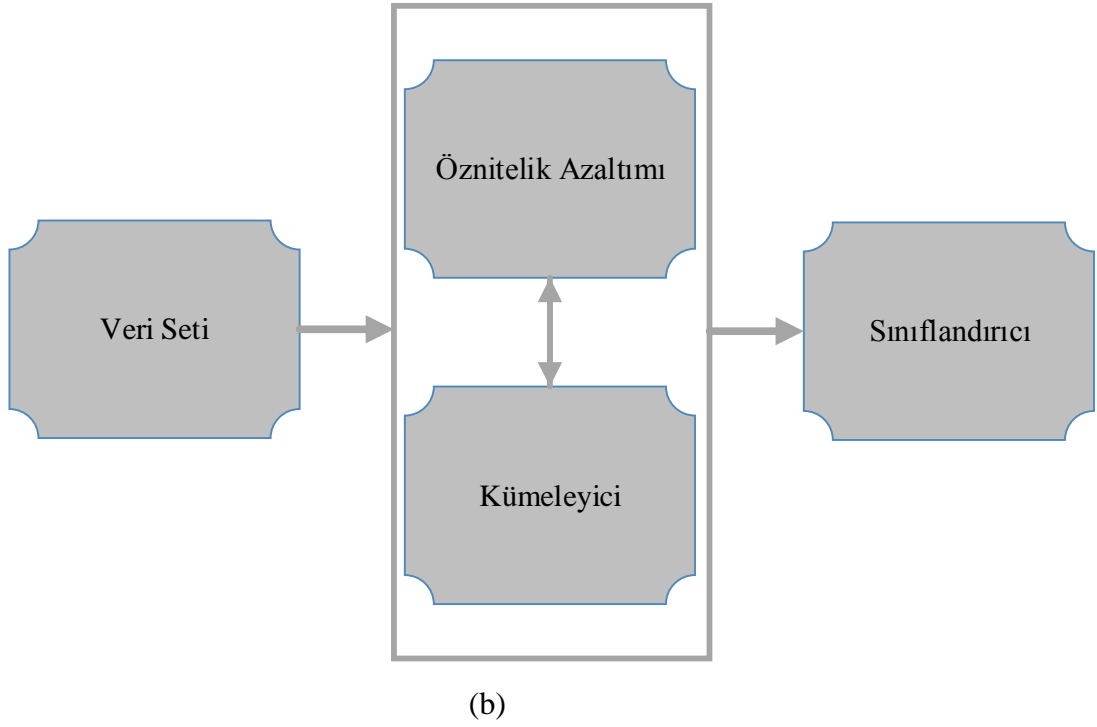 Veri Seti
Öznitelik Azaltımı
Kümeleyici
Sınıflandırıcı
(b)